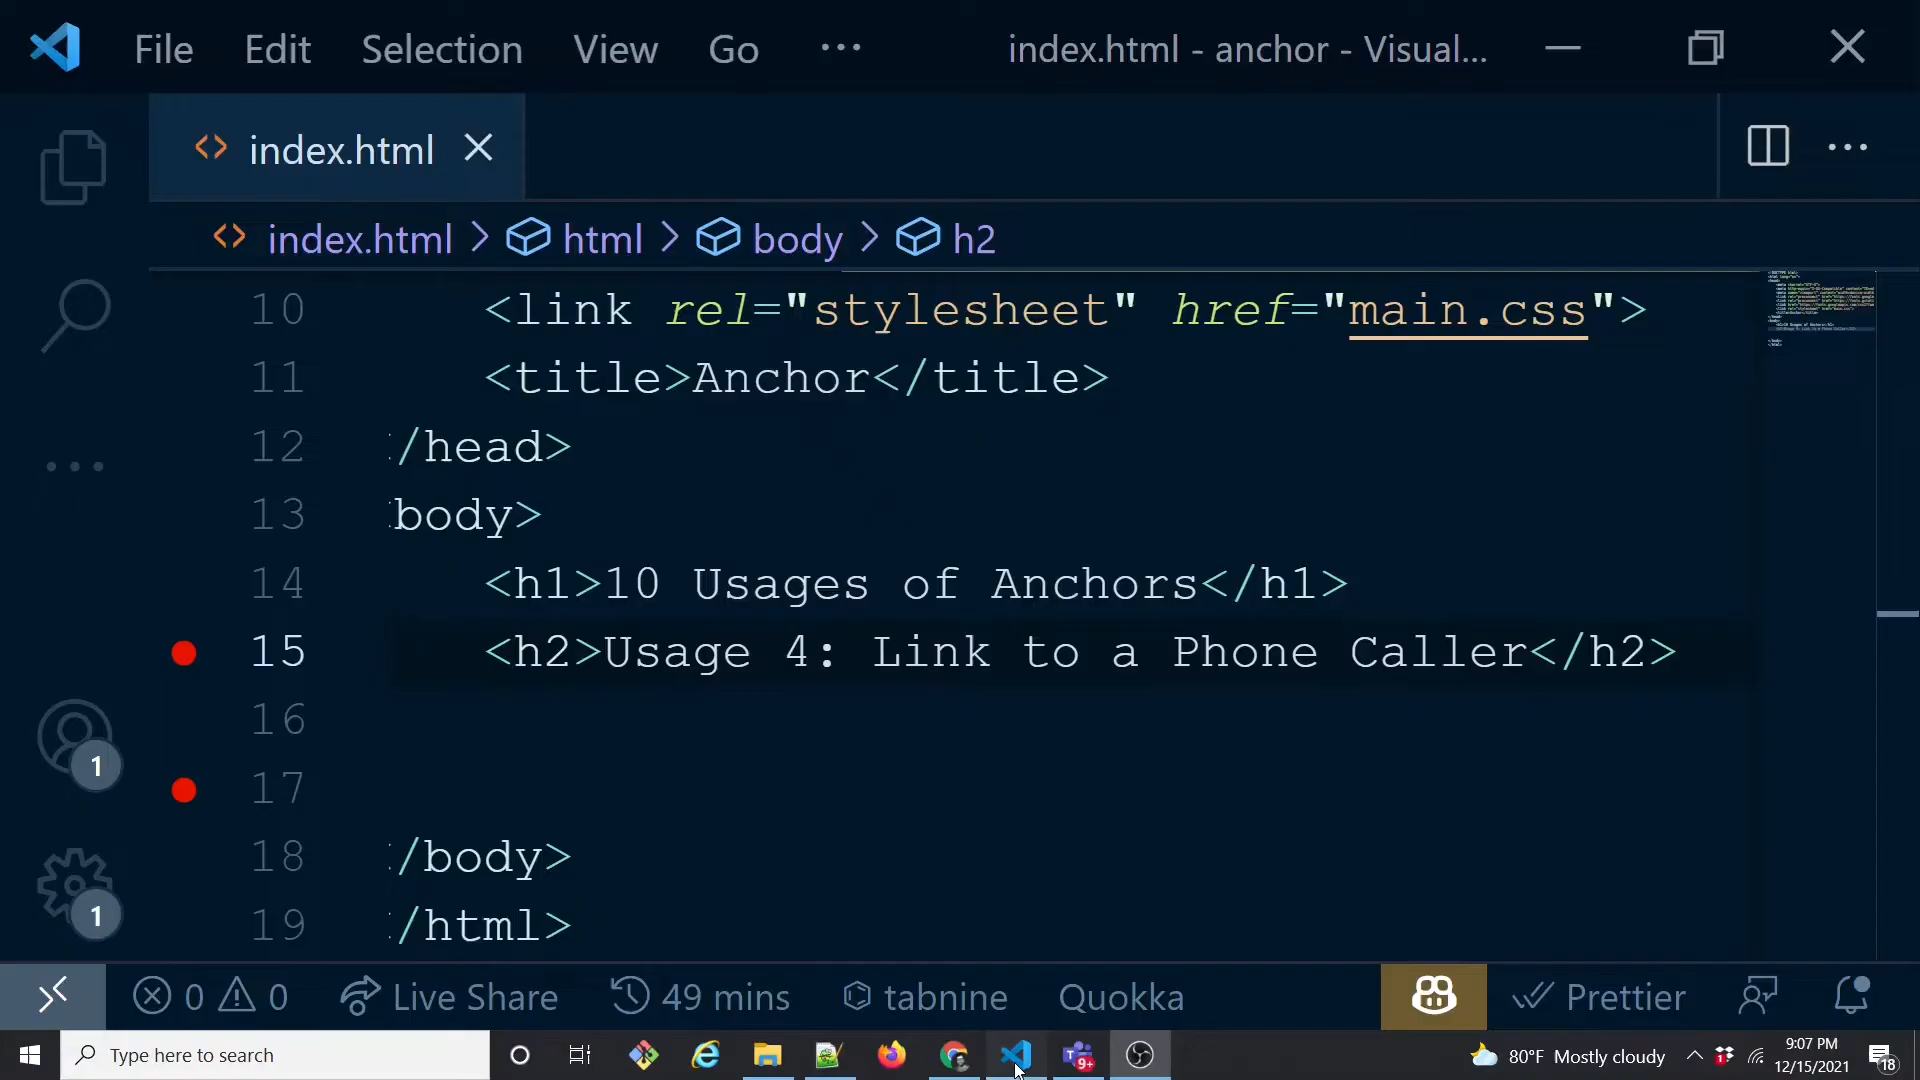 File Edit Selection View Go ··· index.html - anchor - Visual...
index.html
index.html > html > body > h2
10 <link rel="stylesheet" href="main.css">
11 <title>Anchor</title>
12 /head>
13 body>
14 <h1>10 Usages of Anchors</h1>
15 <h2>Usage 4: Link to a Phone Caller</h2>
16
17
18 /body>
19 /html>
1
1
0 0 Live Share 49 mins tabnine Quokka Prettier
Type here to search 9+ 80°F Mostly cloudy 1 9:07 PM 18
12/15/2021